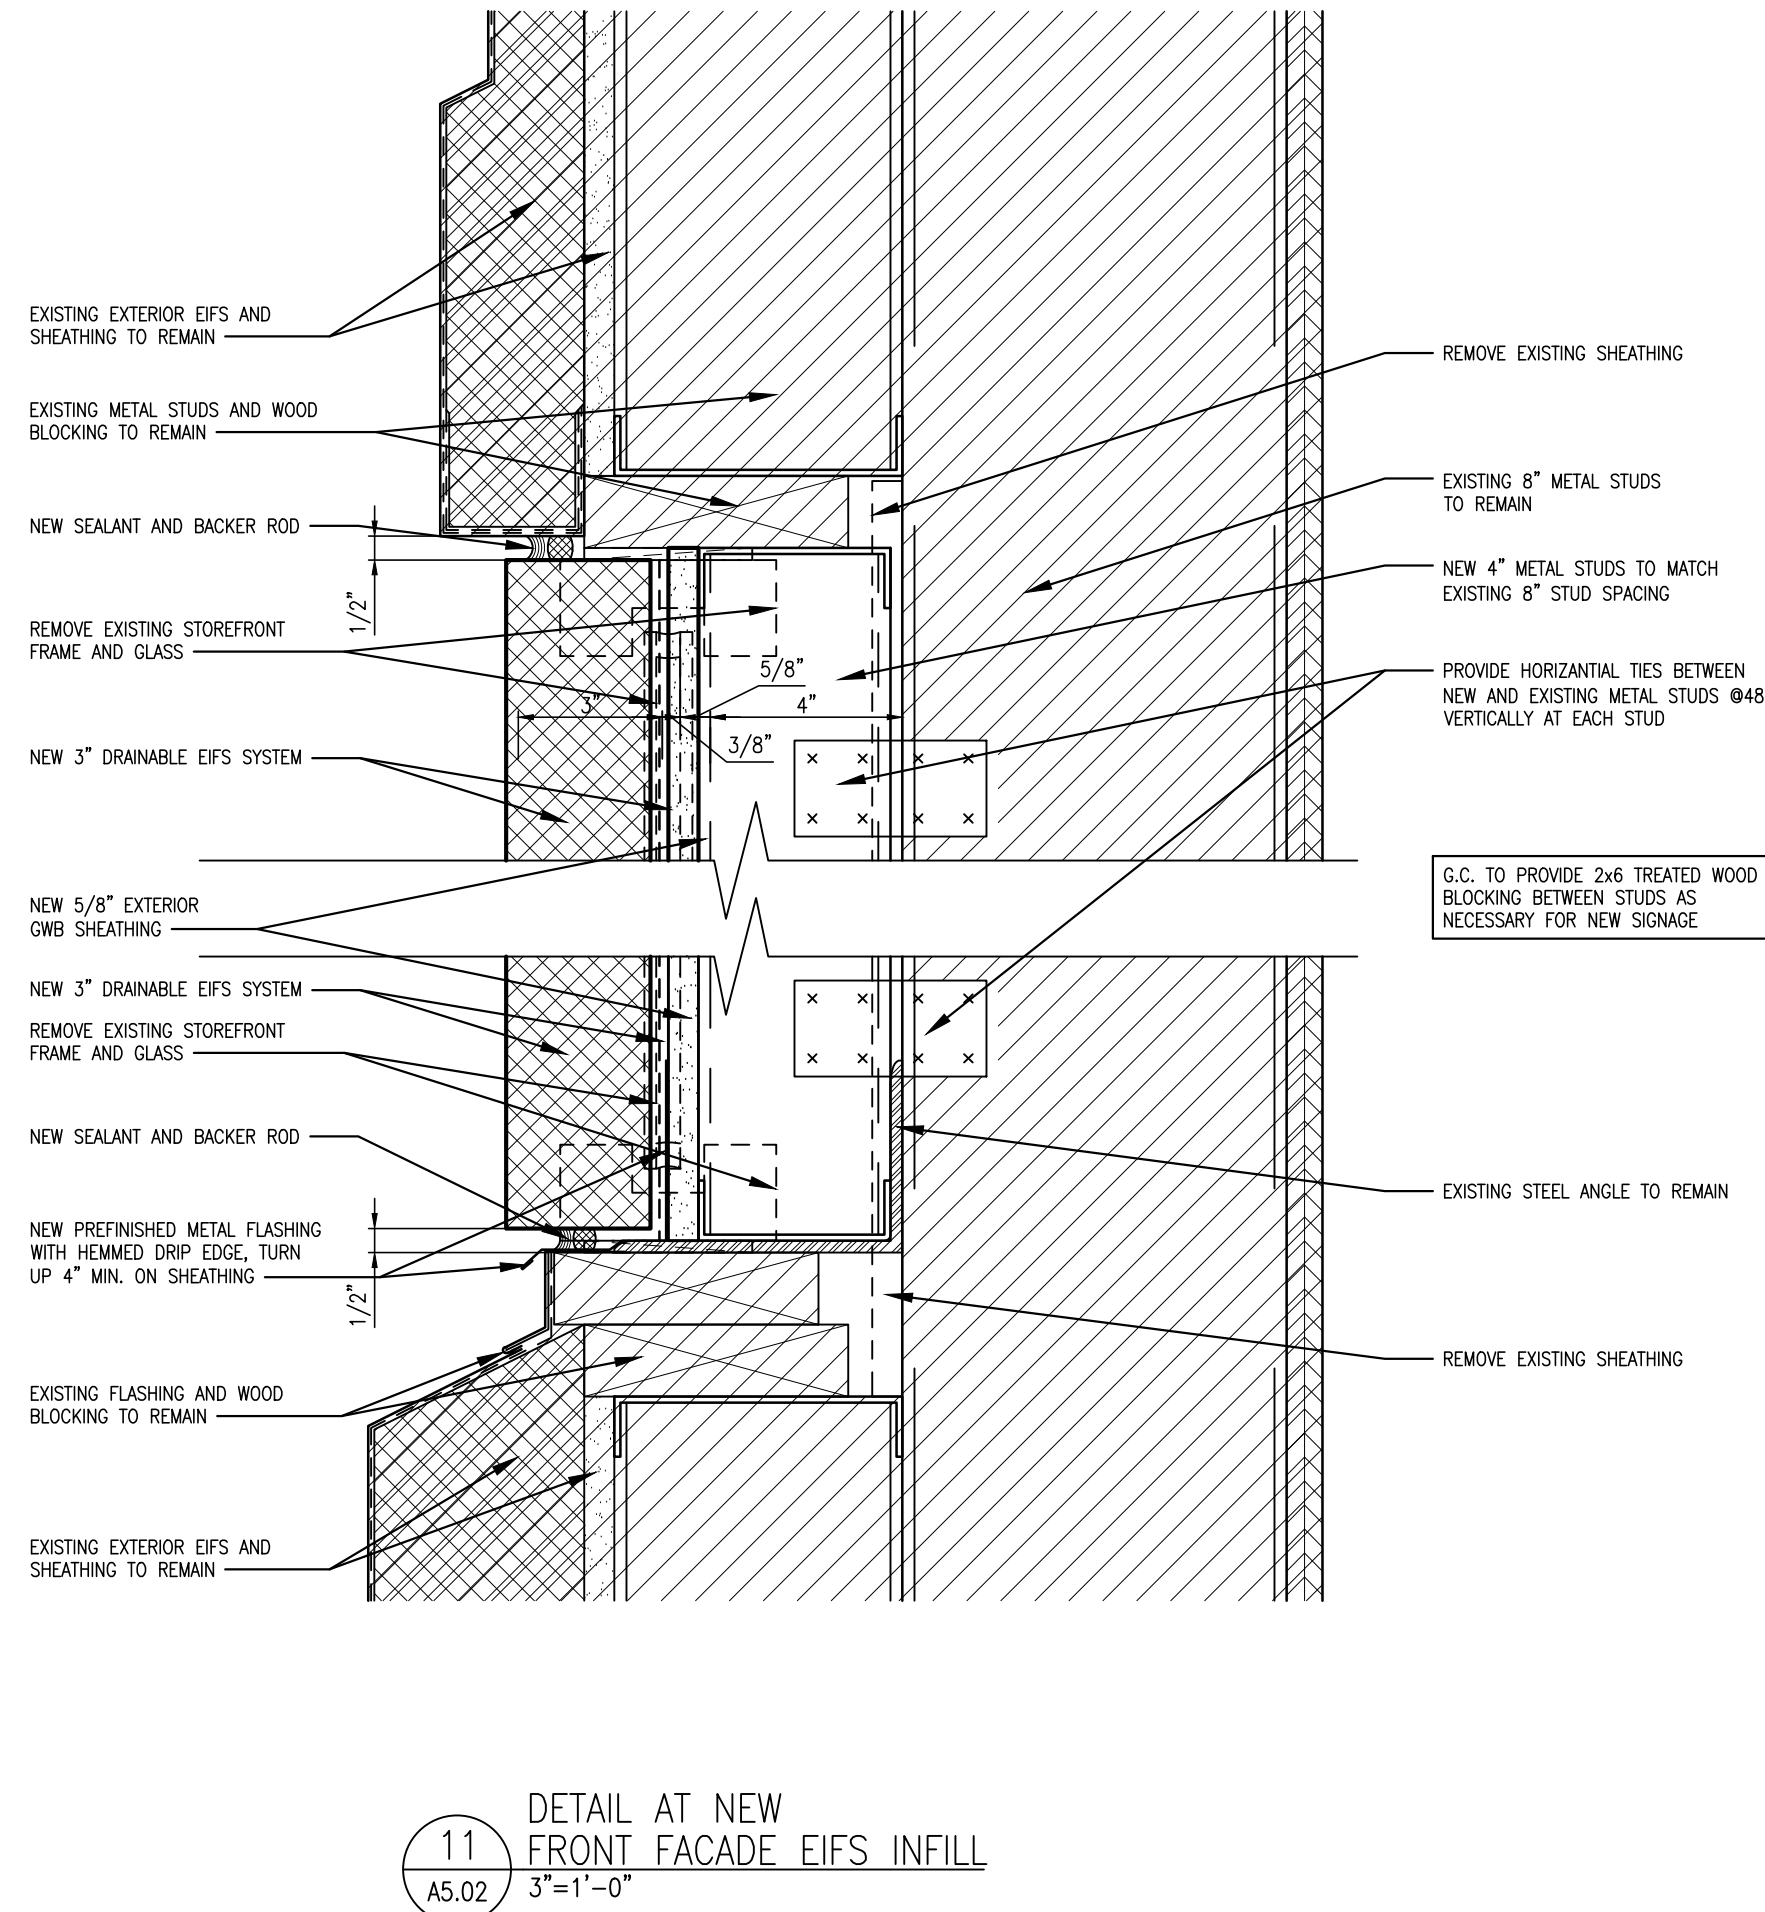 EXISTING EXTERIOR EIFS AND
SHEATHING TO REMAIN
EXISTING METAL STUDS AND WOOD
BLOCKING TO REMAIN
NEW SEALANT AND BACKER ROD
1/2"
REMOVE EXISTING STOREFRONT
FRAME AND GLASS
NEW 3" DRAINABLE EIFS SYSTEM
NEW 5/8" EXTERIOR
GWB SHEATHING
NEW 3" DRAINABLE EIFS SYSTEM
REMOVE EXISTING STOREFRONT
FRAME AND GLASS
NEW SEALANT AND BACKER ROD
NEW PREFINISHED METAL FLASHING
WITH HEMMED DRIP EDGE, TURN
UP 4" MIN. ON SHEATHING
1/2"
EXISTING FLASHING AND WOOD
BLOCKING TO REMAIN
EXISTING EXTERIOR EIFS AND
SHEATHING TO REMAIN
5/8"
3"
4"
3/8"
REMOVE EXISTING SHEATHING
EXISTING 8" METAL STUDS
TO REMAIN
NEW 4" METAL STUDS TO MATCH
EXISTING 8" STUD SPACING
PROVIDE HORIZANTIAL TIES BETWEEN
NEW AND EXISTING METAL STUDS @48
VERTICALLY AT EACH STUD
G.C. TO PROVIDE 2x6 TREATED WOOD
BLOCKING BETWEEN STUDS AS
NECESSARY FOR NEW SIGNAGE
EXISTING STEEL ANGLE TO REMAIN
REMOVE EXISTING SHEATHING
11
A5.02
DETAIL AT NEW
FRONT FACADE EIFS INFILL
3"=1'-0"